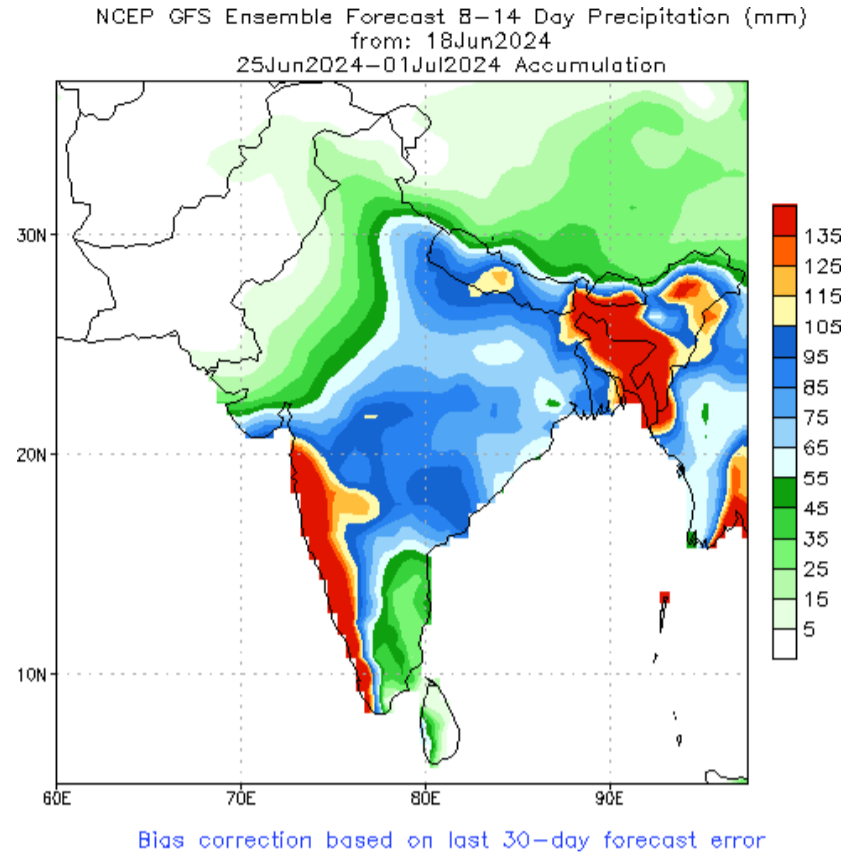 NCEP GFS Ensemble Forecast 8-14 Day Precipitation (mm)
from: 18Jun2024
25Jun2024-01Jul2024 Accumulation
30N
20N
10N
60E
70E
80E
90E
135
125
115
105
95
85
75
65
55
45
35
25
15
5
Bias correction based on last 30-day forecast error